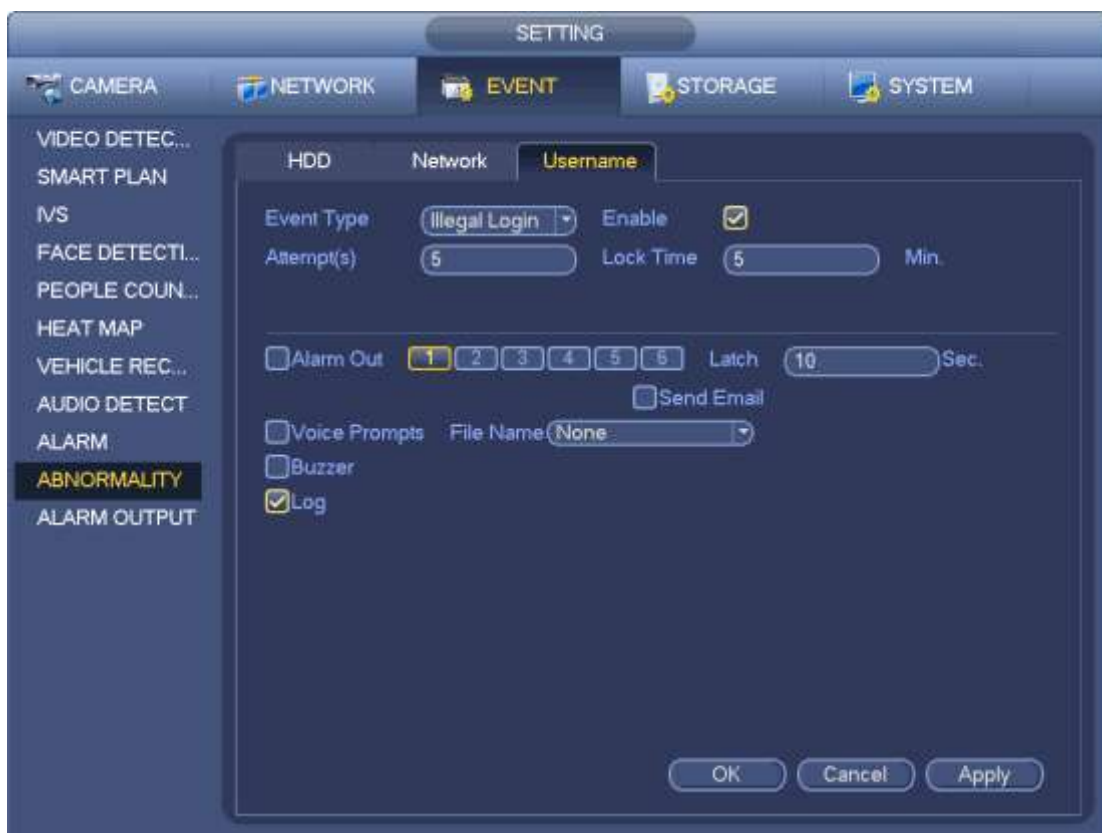 SETTING
CAMERA NETWORK EVENT STORAGE SYSTEM
VIDEO DETEC...
SMART PLAN
IVS
FACE DETECTI...
PEOPLE COUN...
HEAT MAP
VEHICLE REC...
AUDIO DETECT
ALARM
ABNORMALITY
ALARM OUTPUT
HDD Network Username
Event Type Illegal Login Enable
Attempt(s) 5 Lock Time 5 Min.
Alarm Out 1 2 3 4 5 6 Latch 10 Sec.
Send Email
Voice Prompts File Name None
Buzzer
Log
OK Cancel Apply